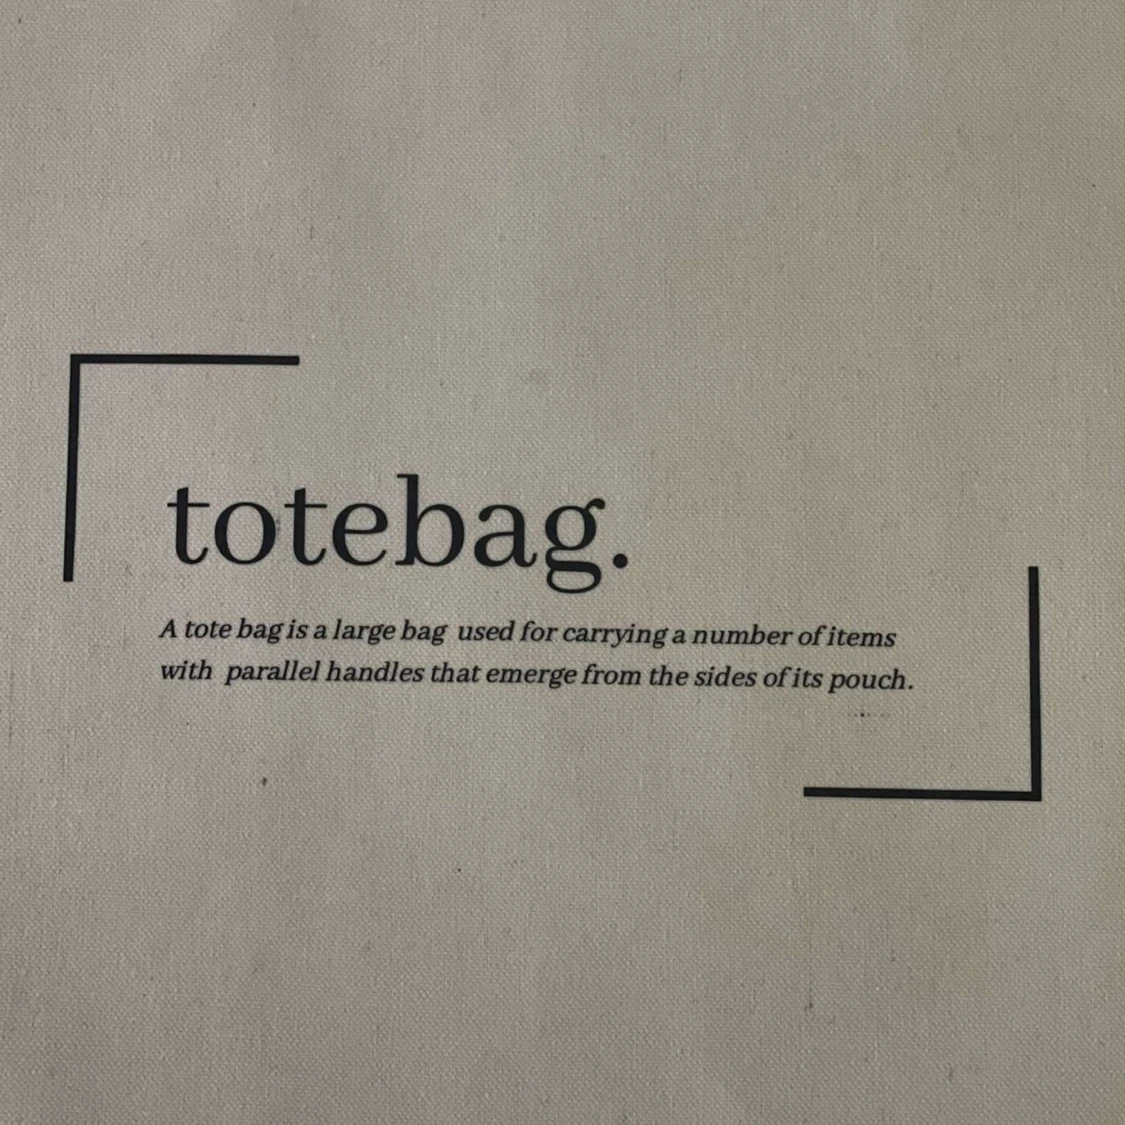 totebag.
A tote bag is a large bag used for carrying a number of items
with parallel handles that emerge from the sides of its pouch.